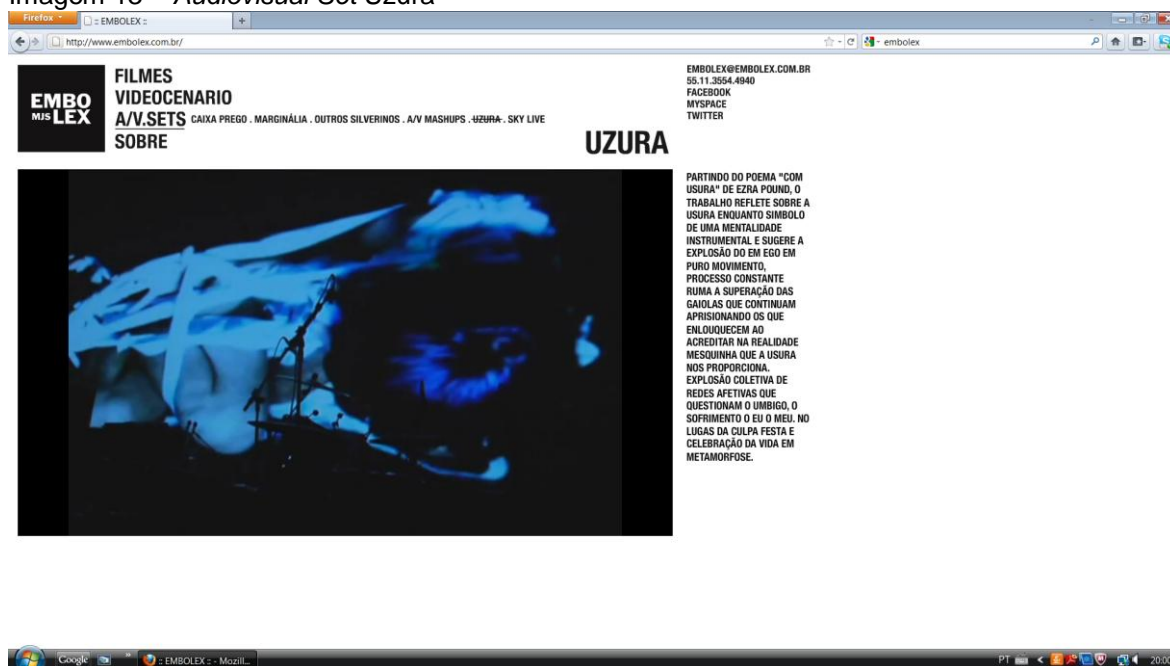 Imagem 13 – Audiovisual Set Uzura
Firefox
:: EMBOLEX ::
http://www.embolex.com.br/
embolex
EMBO
MJS LEX
FILMES
VIDEOCENARIO
A/V.SETS CAIXA PREGO . MARGINÁLIA . OUTROS SILVERINOS . A/V MASHUPS . UZURA . SKY LIVE
SOBRE
UZURA
EMBOLEX@EMBOLEX.COM.BR
55.11.3554.4940
FACEBOOK
MYSPACE
TWITTER
PARTINDO DO POEMA "COM
USURA" DE EZRA POUND, O
TRABALHO REFLETE SOBRE A
USURA ENQUANTO SIMBOLO
DE UMA MENTALIDADE
INSTRUMENTAL E SUGERE A
EXPLOSÃO DO EM EGO EM
PURO MOVIMENTO,
PROCESSO CONSTANTE
RUMA A SUPERAÇÃO DAS
GAIOLAS QUE CONTINUAM
APRISIONANDO OS QUE
ENLOUQUECEM AO
ACREDITAR NA REALIDADE
MESQUINHA QUE A USURA
NOS PROPORCIONA.
EXPLOSÃO COLETIVA DE
REDES AFETIVAS QUE
QUESTIONAM O UMBIGO, O
SOFRIMENTO O EU O MEU. NO
LUGAS DA CULPA FESTA E
CELEBRAÇÃO DA VIDA EM
METAMORFOSE.
Google
:: EMBOLEX :: - Mozill...
PT
20:00